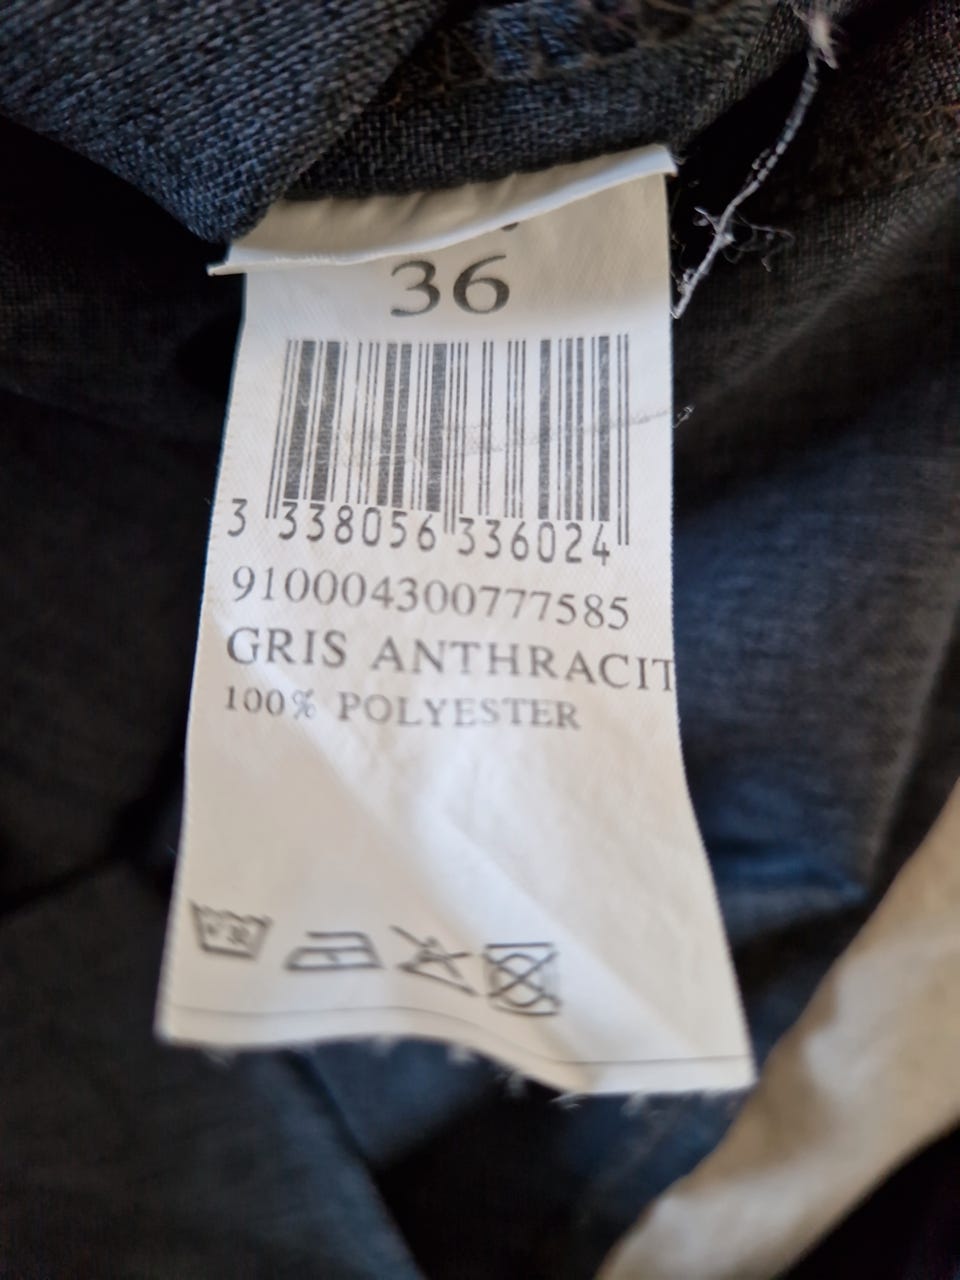 36
3 338056 336024
910004300777585
GRIS ANTHRACIT
100% POLYESTER